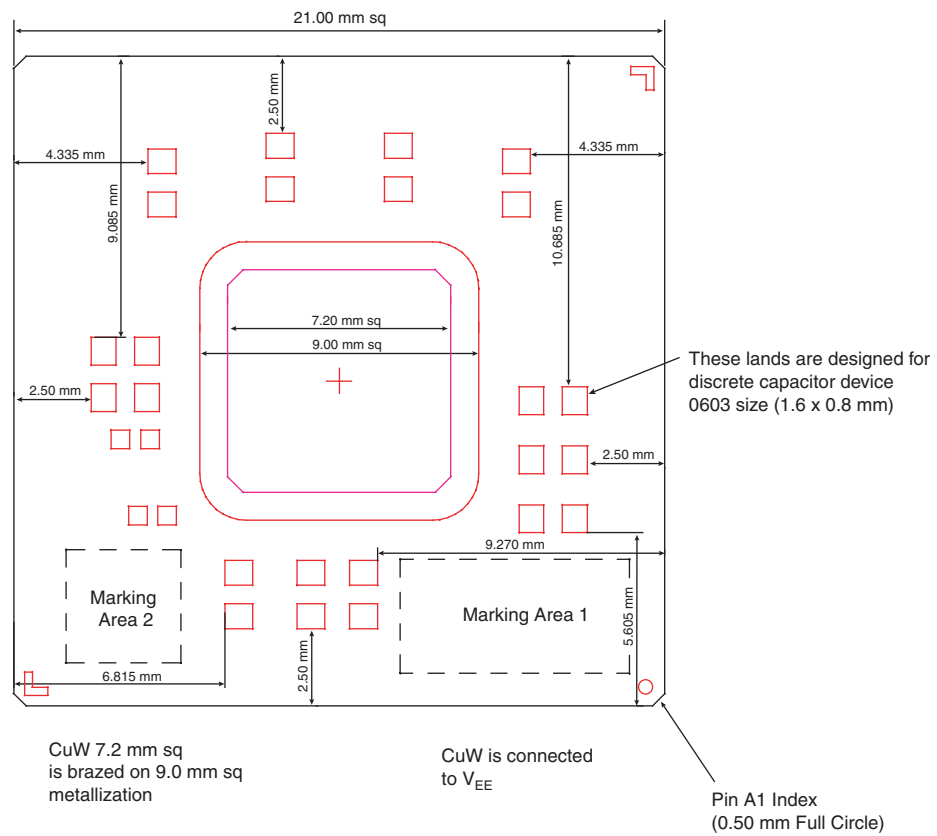 21.00 mm sq
2.50 mm
4.335 mm
4.335 mm
9.085 mm
10.685 mm
7.20 mm sq
9.00 mm sq
These lands are designed for
discrete capacitor device
0603 size (1.6 x 0.8 mm)
2.50 mm
2.50 mm
9.270 mm
Marking
Area 2
Marking Area 1
5.605 mm
2.50 mm
6.815 mm
CuW 7.2 mm sq
is brazed on 9.0 mm sq
metallization
CuW is connected
to VEE
Pin A1 Index
(0.50 mm Full Circle)